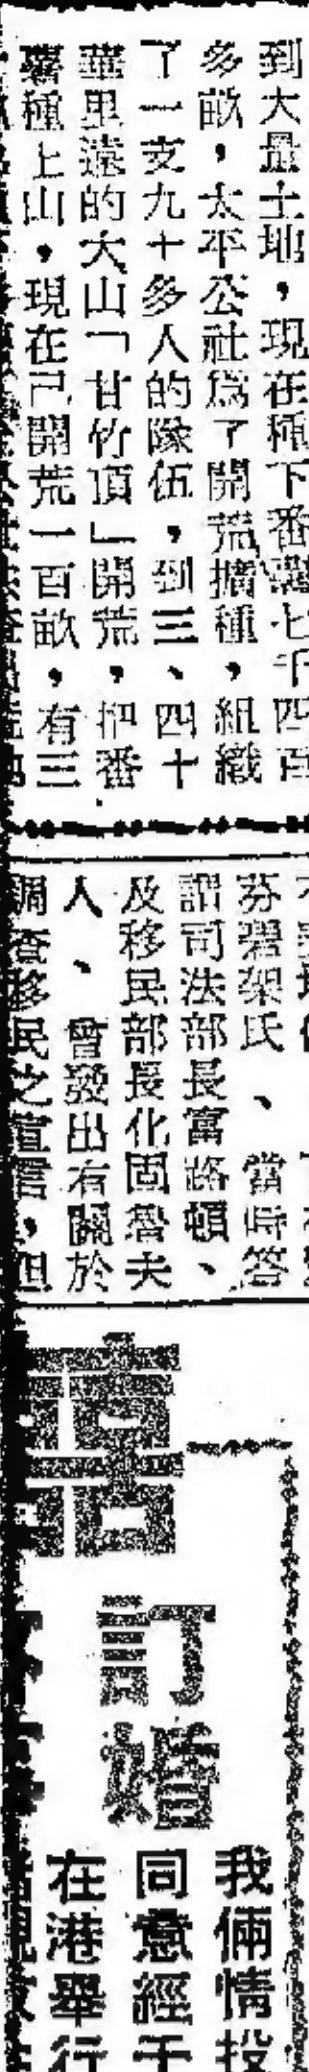 到大量土地,現在種下番薯七千四百
多畝,太平公社爲了開荒擴種,組織
了一支九十多人的隊伍,到三、四十
華里遠的大山「甘竹頂」開荒,把番
薯種上山,現在已開荒一百畝,有三
芬碧架氏、當時答
謂司法部長富路頓、
及移民部長化固魯夫
人、曾發出有關於
調查移民之宣言,但
訂婚
我倆情投
同意經于
在港舉行